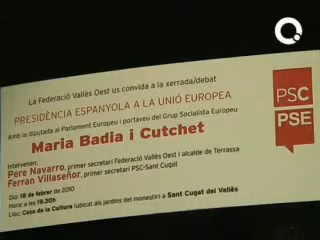 La Federació Vallès Oest us convida a la xerrada/debat
PRESIDÈNCIA ESPANYOLA A LA UNIÓ EUROPEA
Amb la diputada al Parlament Europeu i portaveu del Grup Socialista Europeu
Maria Badia i Cutchet
Intervenen:
Pere Navarro, primer secretari Federació Vallès Oest i alcalde de Terrassa
Ferran Villaseñor, primer secretari PSC-Sant Cugat
Dia: 18 de febrer de 2010
Hora: a les 19.30h
Lloc: Casa de la Cultura (ubicat als jardins del monestir) a Sant Cugat del Vallès
PSC
PSE